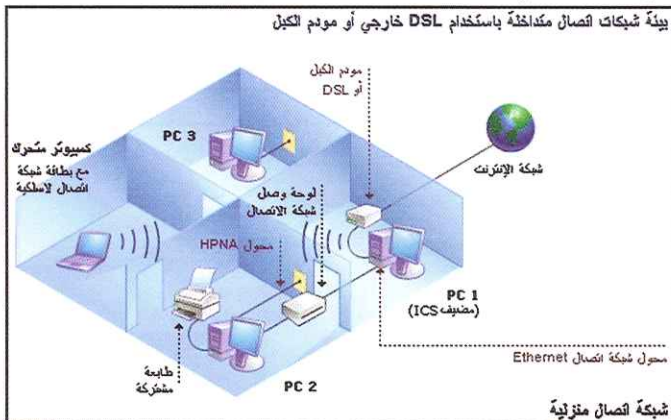 بيئة شبكات اتصال متداخلة باستخدام DSL خارجي أو مودم الكبل
مودم الكبل
أو DSL
شبكة الإنترنت
PC 3
كمبيوتر متحرك
مع بطاقة شبكة
اتصال لاسلكية
لوحة وصل
شبكة الاتصال
محول HPNA
PC 1
(مضيف ICS)
محول شبكة اتصال Ethernet
طابعة
مشتركة
PC 2
شبكة اتصال منزلية